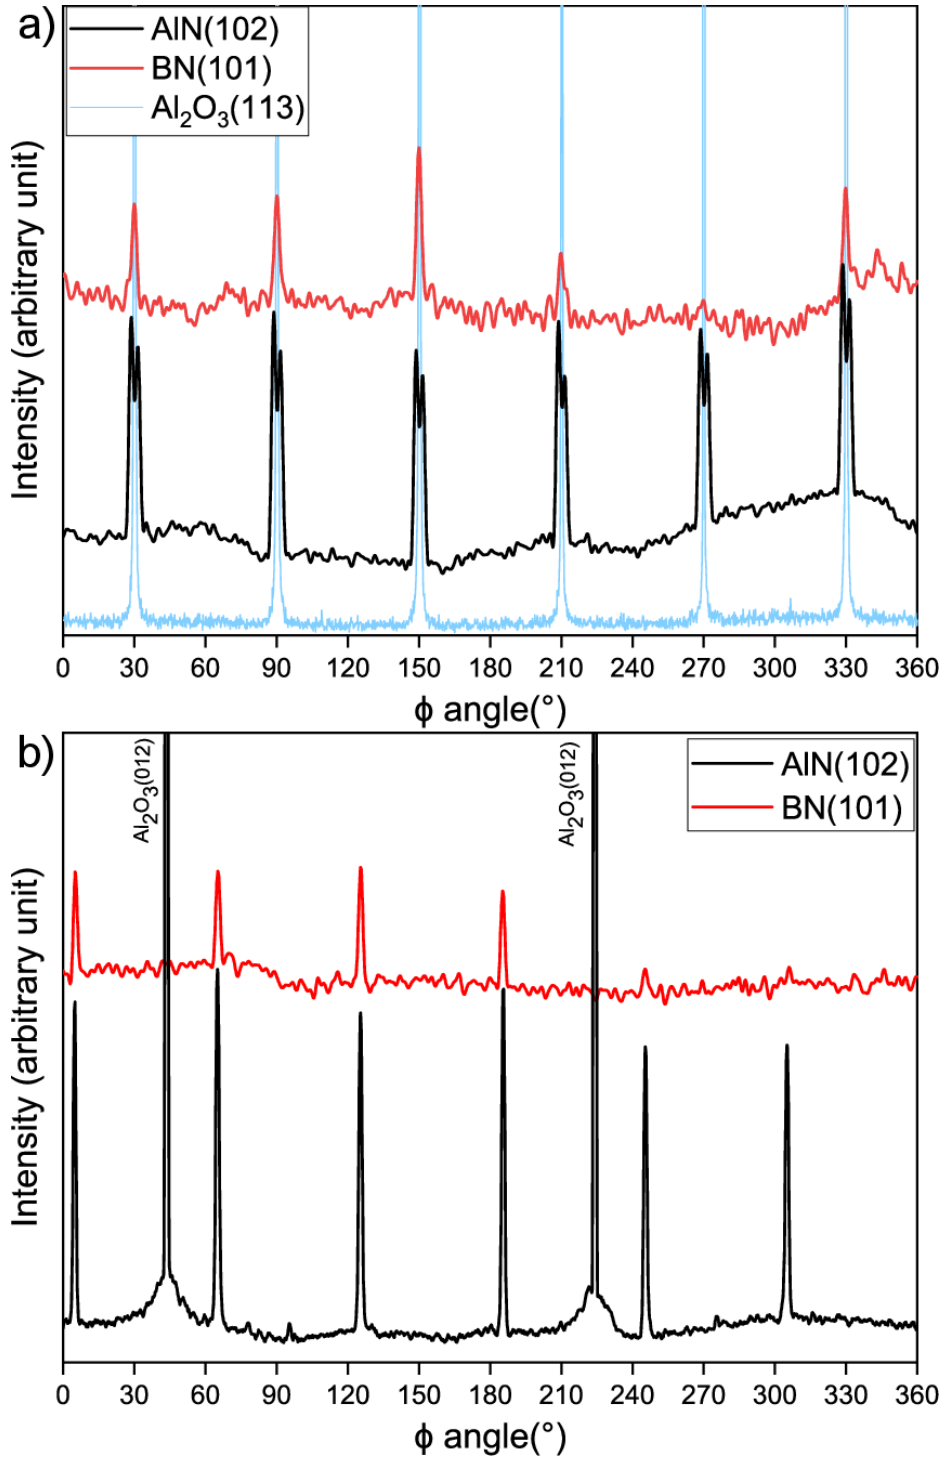 a)
AlN(102)
BN(101)
Al₂O₃(113)
Intensity (arbitrary unit)
0 30 60 90 120 150 180 210 240 270 300 330 360
ϕ angle(°)
b)
Al₂O₃(012)
Al₂O₃(012)
AlN(102)
BN(101)
Intensity (arbitrary unit)
0 30 60 90 120 150 180 210 240 270 300 330 360
ϕ angle(°)